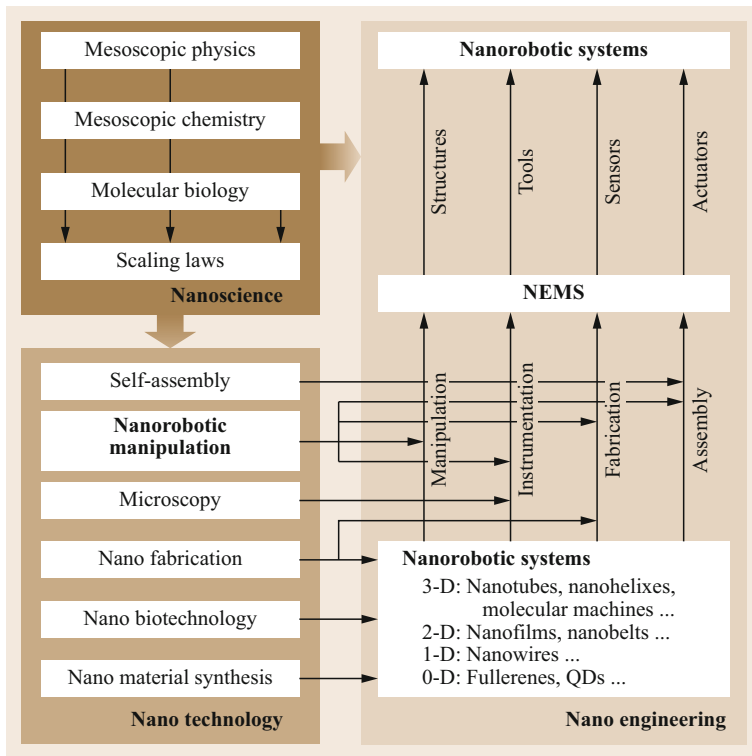 Mesoscopic physics
Mesoscopic chemistry
Molecular biology
Scaling laws
Nanoscience
Self-assembly
Nanorobotic
manipulation
Microscopy
Nano fabrication
Nano biotechnology
Nano material synthesis
Nano technology
Nanorobotic systems
Structures
Tools
Sensors
Actuators
NEMS
Manipulation
Instrumentation
Fabrication
Assembly
Nanorobotic systems
3-D: Nanotubes, nanohelixes,
molecular machines ...
2-D: Nanofilms, nanobelts ...
1-D: Nanowires ...
0-D: Fullerenes, QDs ...
Nano engineering